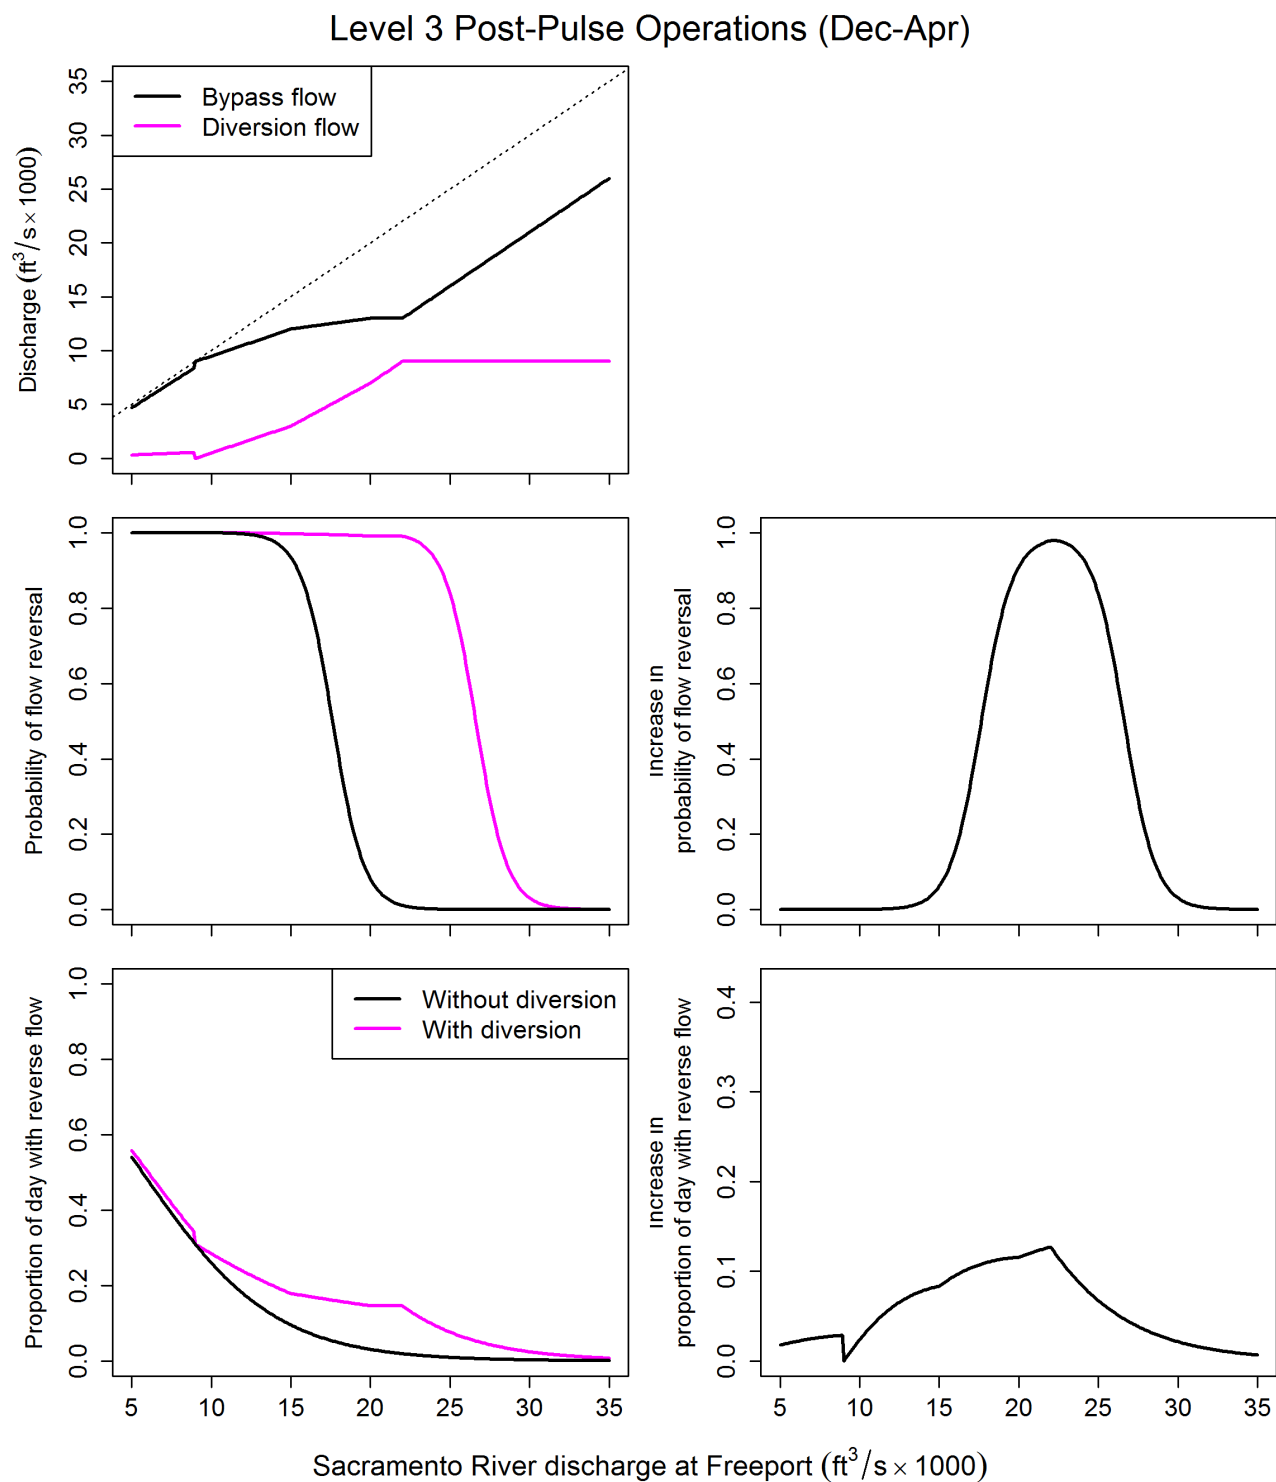 Level 3 Post-Pulse Operations (Dec-Apr)
Bypass flow
Diversion flow
Discharge (ft³/s × 1000)
0 5 10 15 20 25 30 35
Probability of flow reversal
0.0 0.2 0.4 0.6 0.8 1.0
increase in
probability of flow reversal
0.0 0.2 0.4 0.6 0.8 1.0
Without diversion
With diversion
Proportion of day with reverse flow
0.0 0.2 0.4 0.6 0.8 1.0
5 10 15 20 25 30 35
increase in
proportion of day with reverse flow
0.0 0.1 0.2 0.3 0.4
5 10 15 20 25 30 35
Sacramento River discharge at Freeport (ft³/s × 1000)